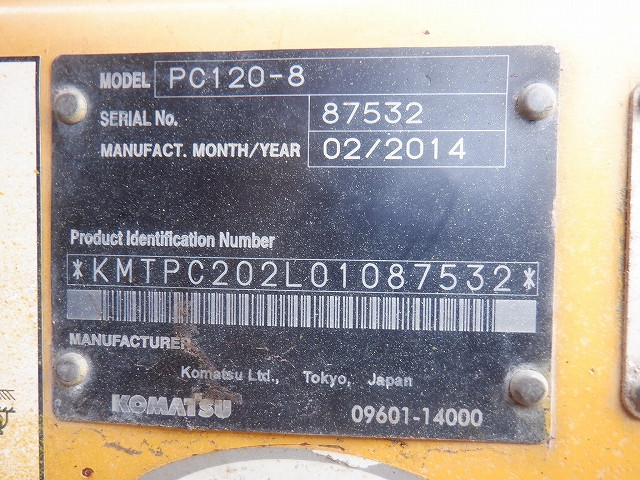 MODEL PC120-8
SERIAL No. 87532
MANUFACT. MONTH/YEAR 02/2014
Product Identification Number
*KMTPC202L01087532*
MANUFACTURER
Komatsu Ltd., Tokyo, Japan
KOMATSU 09601-14000